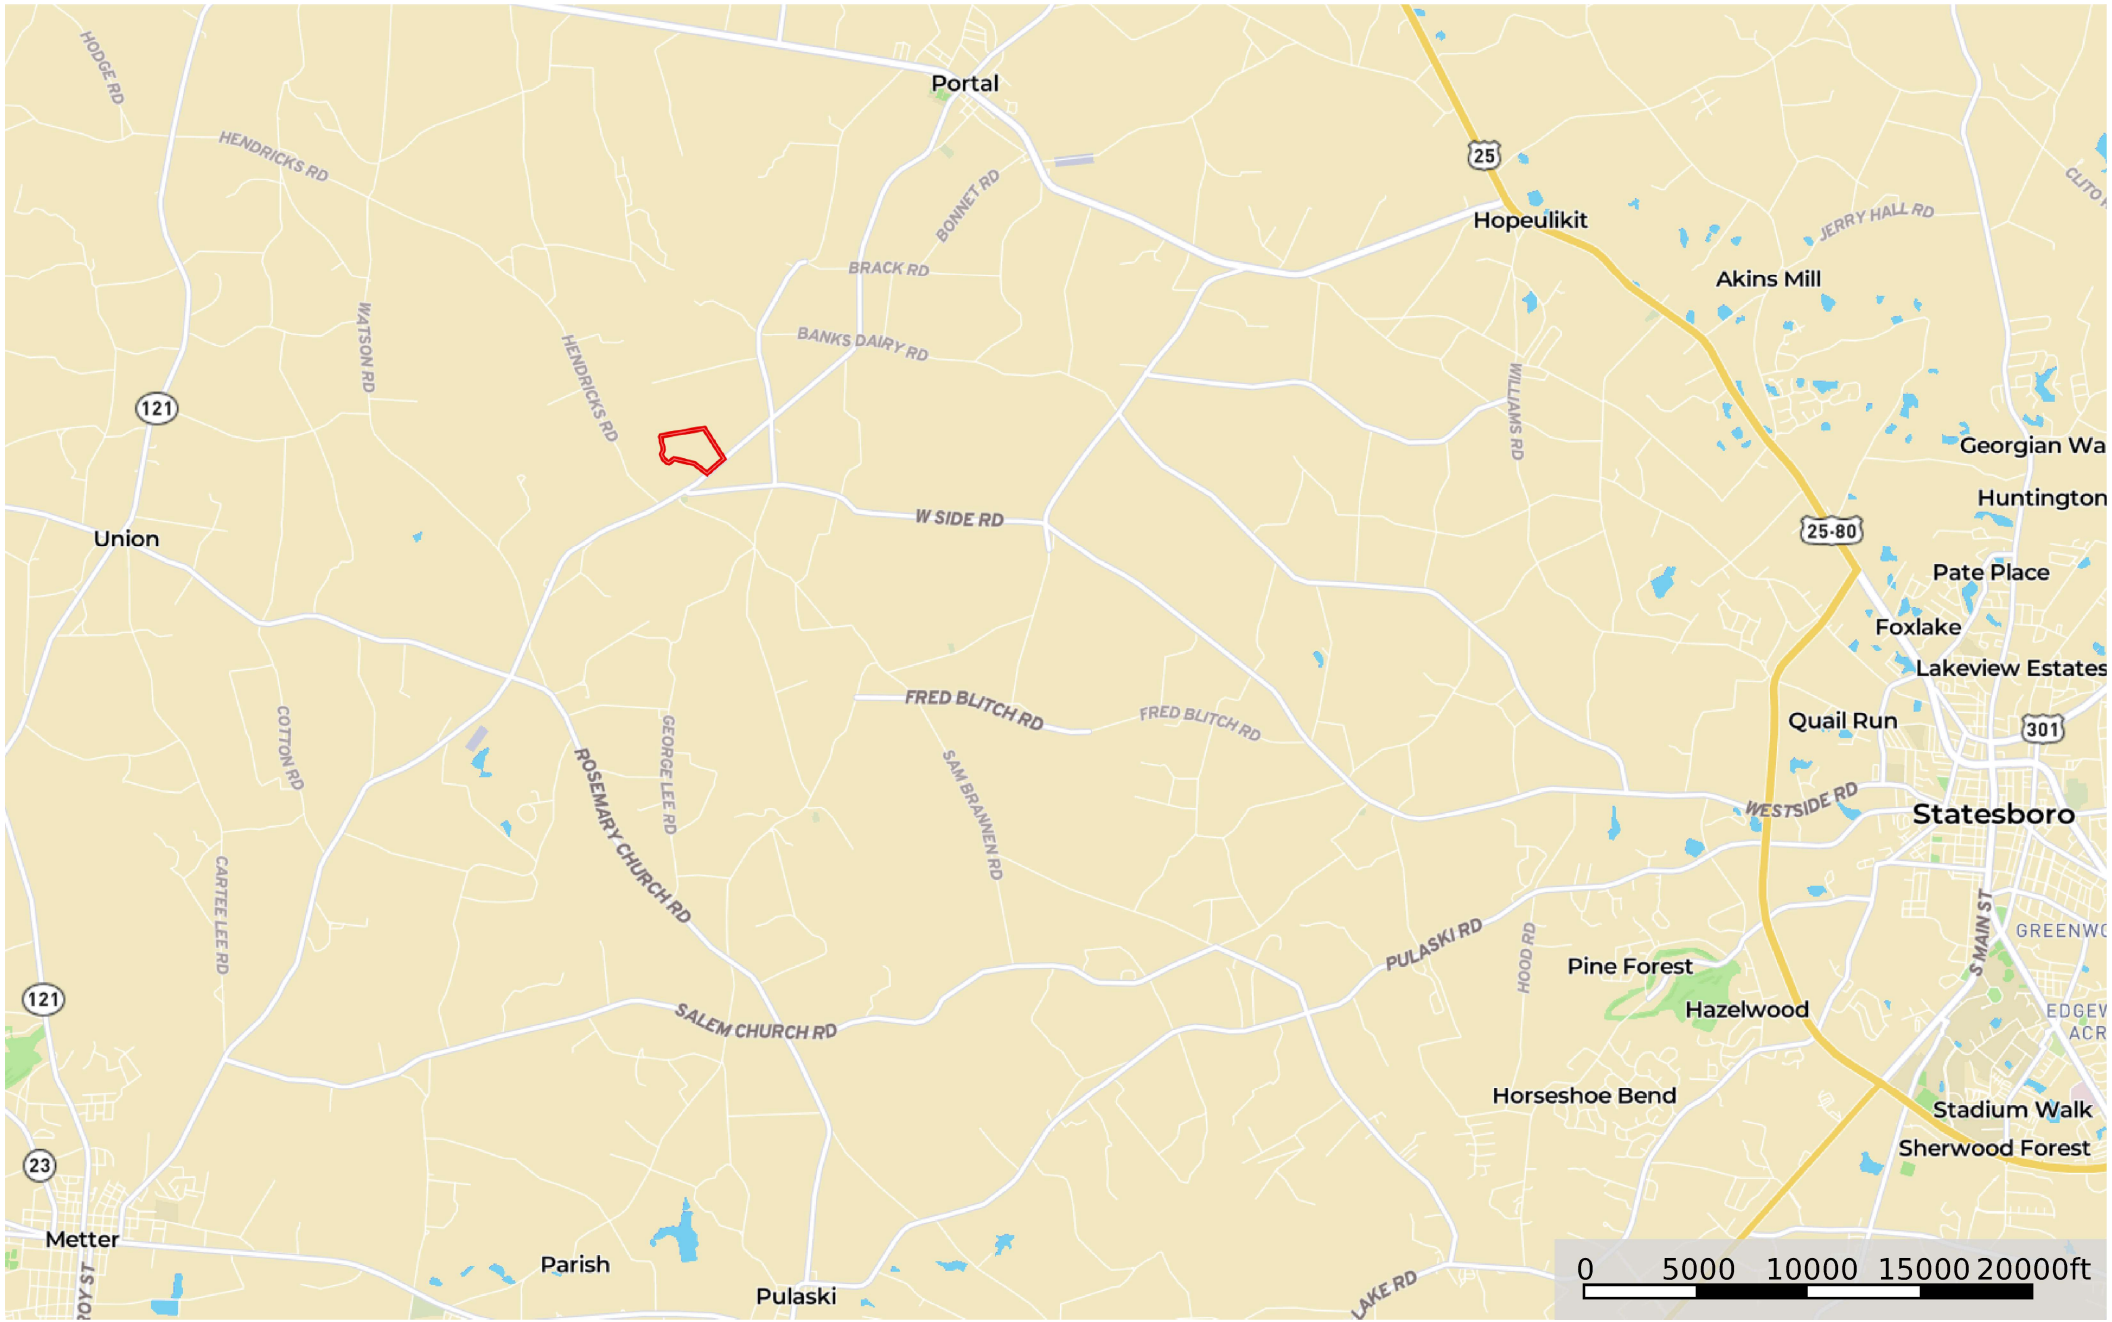 HODGE RD
Portal
HENDRICKS RD
25
BONNET RD
CLITO
Hopeulikit
JERRY HALL RD
BRACK RD
Akins Mill
WATSON RD
HENDRICKS RD
BANKS DAIRY RD
WILLIAMS RD
121
Georgian Wa
Huntington
W SIDE RD
25-80
Union
Pate Place
Foxlake
Lakeview Estates
FRED BLITCH RD
FRED BLITCH RD
Quail Run
301
COTTON RD
GEORGE LEE RD
ROSEMARY CHURCH RD
SAM BRANNEN RD
WESTSIDE RD
Statesboro
CARTEE LEE RD
PULASKI RD
HOOD RD
S MAIN ST
GREENWO
Pine Forest
121
Hazelwood
SALEM CHURCH RD
EDGEW
ACR
Horseshoe Bend
Stadium Walk
Sherwood Forest
23
Metter
Parish
Pulaski
ROY ST
LAKE RD
0 5000 10000 15000 20000ft